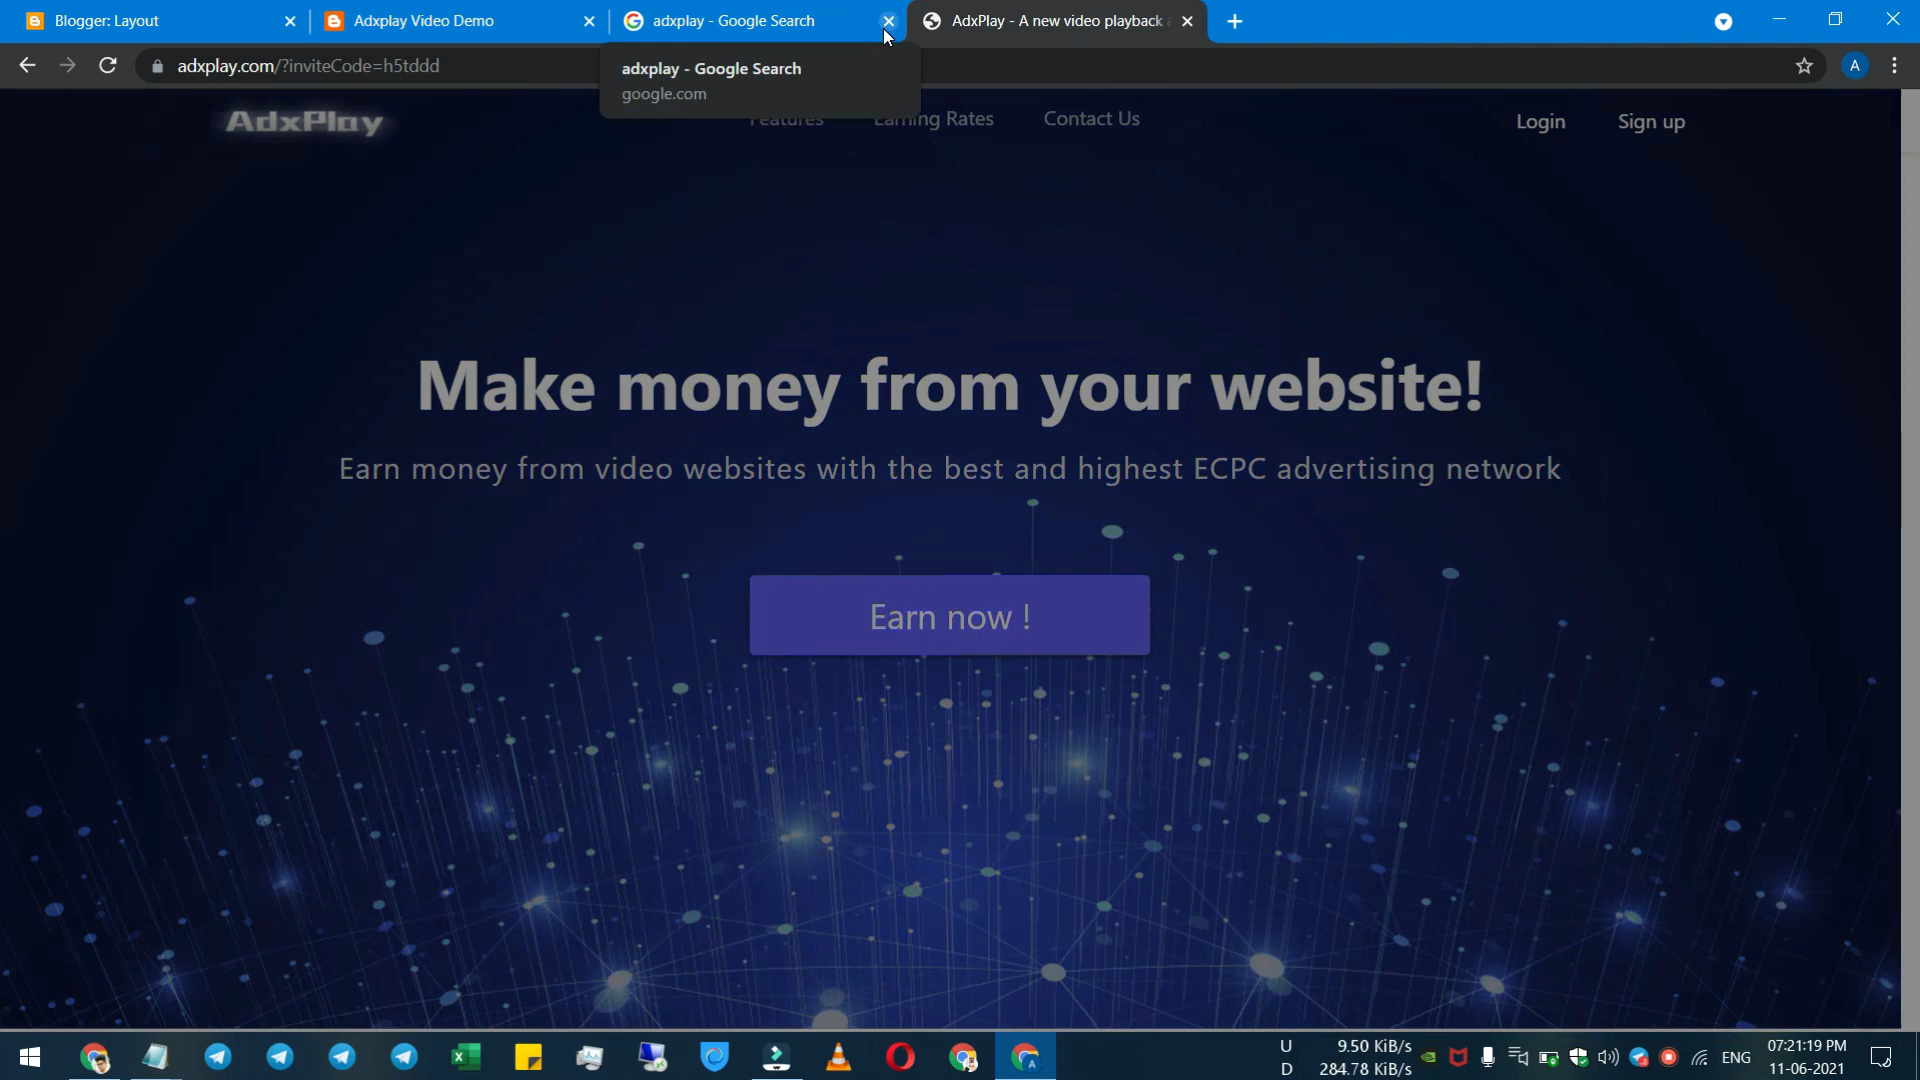 Blogger: Layout
Adxplay Video Demo
adxplay - Google Search
AdxPlay - A new video playback
adxplay.com/?inviteCode=h5tddd
A
adxplay - Google Search
google.com
AdxPlay
Features
Earning Rates
Contact Us
Login
Sign up
Make money from your website!
Earn money from video websites with the best and highest ECPC advertising network
Earn now !
U 9.50 KiB/s
D 284.78 KiB/s
ENG
07:21:19 PM
11-06-2021